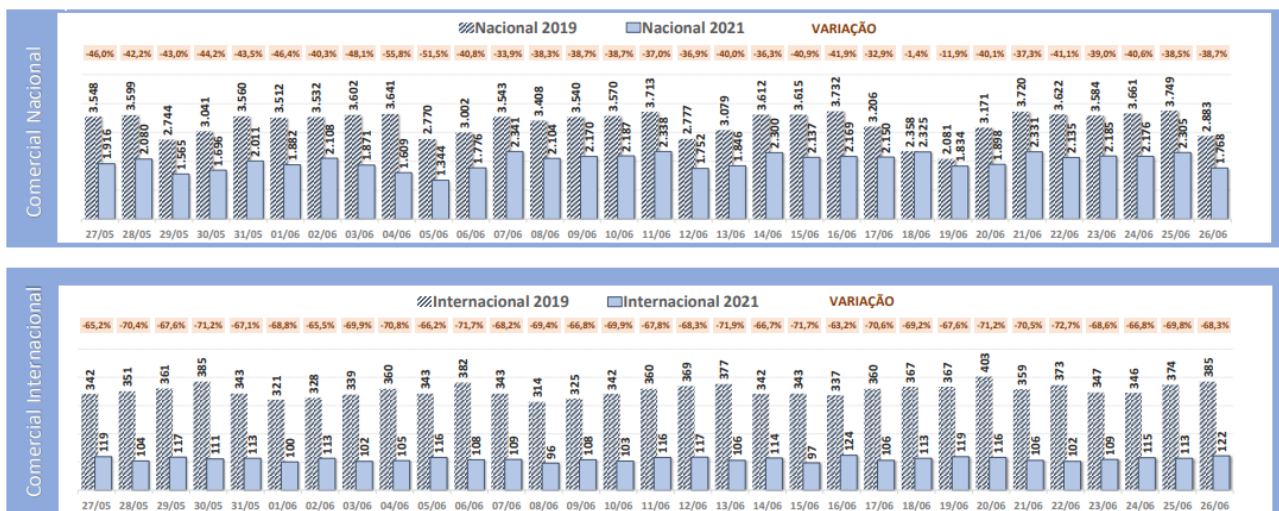 Comercial Nacional
Nacional 2019 Nacional 2021 VARIAÇÃO
-46,0% -42,2% -43,0% -44,2% -43,5% -46,4% -40,3% -48,1% -55,8% -51,5% -40,8% -33,9% -38,3% -38,7% -38,7% -37,0% -36,9% -40,0% -36,3% -40,9% -41,9% -32,9% -1,4% -11,9% -40,1% -37,3% -41,1% -39,0% -40,6% -38,5% -38,7%
3.548 1.916 3.599 2.080 2.744 1.565 3.041 1.696 3.560 2.011 3.512 1.882 3.532 2.108 3.602 1.871 3.641 1.609 2.770 1.344 3.002 1.776 3.543 2.341 3.408 2.104 3.540 2.170 3.570 2.187 3.713 2.338 2.777 1.752 3.079 1.846 3.612 2.300 3.615 2.137 3.732 2.169 3.206 2.150 2.358 2.325 2.081 1.834 3.171 1.898 3.720 2.331 3.622 2.135 3.584 2.185 3.661 2.176 3.749 2.305 2.883 1.768
27/05 28/05 29/05 30/05 31/05 01/06 02/06 03/06 04/06 05/06 06/06 07/06 08/06 09/06 10/06 11/06 12/06 13/06 14/06 15/06 16/06 17/06 18/06 19/06 20/06 21/06 22/06 23/06 24/06 25/06 26/06
Comercial Internacional
Internacional 2019 Internacional 2021 VARIAÇÃO
-65,2% -70,4% -67,6% -71,2% -67,1% -68,8% -65,5% -69,9% -70,8% -66,2% -71,7% -68,2% -69,4% -66,8% -69,9% -67,8% -68,3% -71,9% -66,7% -71,7% -63,2% -70,6% -69,2% -67,6% -71,2% -70,5% -72,7% -68,6% -66,8% -69,8% -68,3%
342 119 351 104 361 117 385 111 343 113 321 100 328 113 339 102 360 105 343 116 382 108 343 109 314 96 325 108 342 103 360 116 369 117 377 106 342 114 343 97 337 124 360 106 367 113 367 119 403 116 359 106 373 102 347 109 346 115 374 113 385 122
27/05 28/05 29/05 30/05 31/05 01/06 02/06 03/06 04/06 05/06 06/06 07/06 08/06 09/06 10/06 11/06 12/06 13/06 14/06 15/06 16/06 17/06 18/06 19/06 20/06 21/06 22/06 23/06 24/06 25/06 26/06